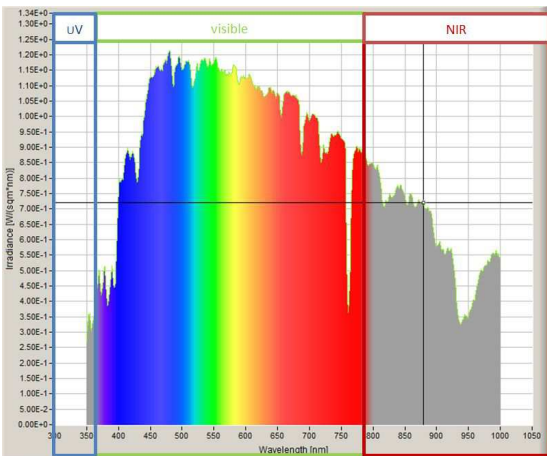 UV visible NIR
1.34E+0
1.30E+0
1.25E+0
1.20E+0
1.15E+0
1.10E+0
1.05E+0
1.00E+0
9.50E-1
9.00E-1
8.50E-1
8.00E-1
7.50E-1
7.00E-1
6.50E-1
6.00E-1
5.50E-1
5.00E-1
4.50E-1
4.00E-1
3.50E-1
3.00E-1
2.50E-1
2.00E-1
1.50E-1
1.00E-1
5.00E-2
0.00E+0
Irradiance [W/(sqm*nm)]
300 350 400 450 500 550 600 650 700 750 800 850 900 950 1000 1050
Wavelength [nm]